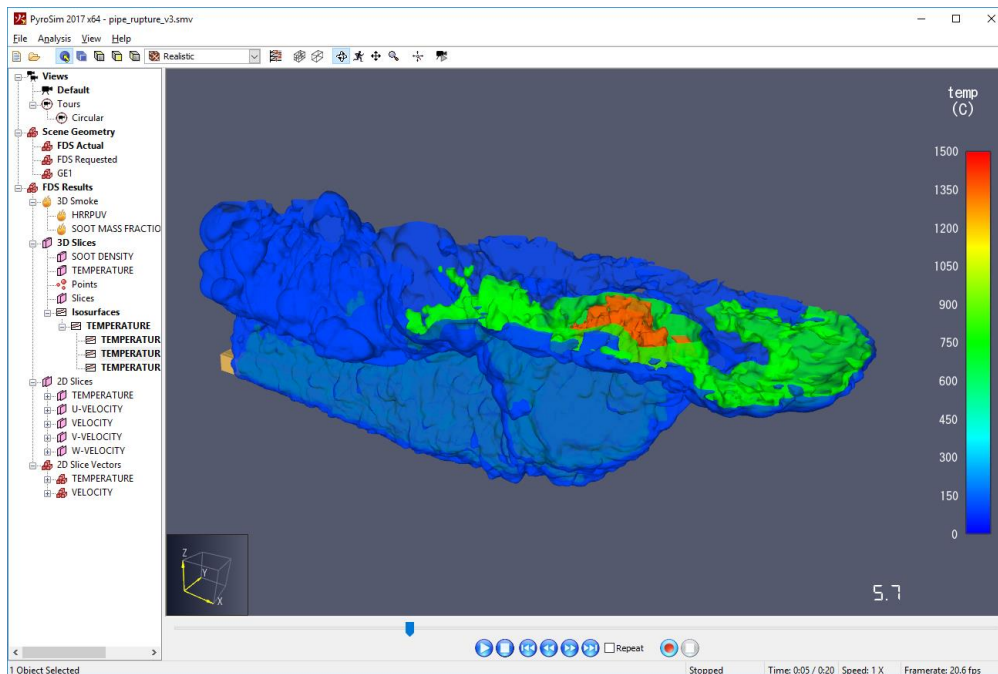 PyroSim 2017 x64 - pipe_rupture_v3.smv
File Analysis View Help
Realistic
Views
Default
Tours
Circular
Scene Geometry
FDS Actual
FDS Requested
GE1
FDS Results
3D Smoke
HRRPUV
SOOT MASS FRACTIO
3D Slices
SOOT DENSITY
TEMPERATURE
Points
Slices
Isosurfaces
TEMPERATURE
TEMPERATUR
TEMPERATUR
TEMPERATUR
2D Slices
TEMPERATURE
U-VELOCITY
VELOCITY
V-VELOCITY
W-VELOCITY
2D Slice Vectors
TEMPERATURE
VELOCITY
temp
(C)
1500
1350
1200
1050
900
750
600
450
300
150
0
Z
Y
X
5.7
Repeat
1 Object Selected
Stopped
Time: 0:05 / 0:20
Speed: 1 X
Framerate: 20.6 fps